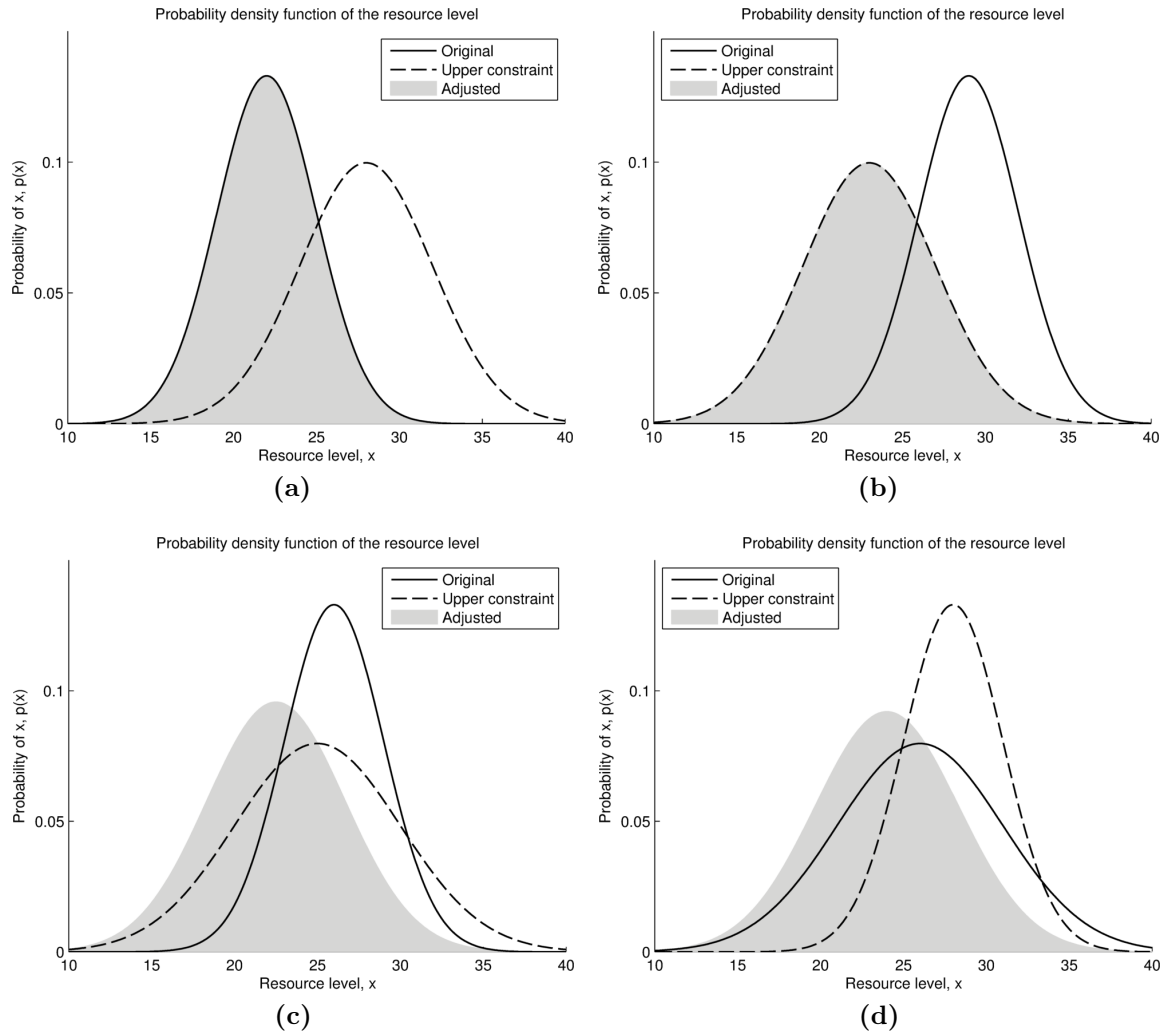 Probability density function of the resource level
Original
Upper constraint
Adjusted
0.1
0.05
0
Probability of x, p(x)
10 15 20 25 30 35 40
Resource level, x
(a)
Probability density function of the resource level
Original
Upper constraint
Adjusted
0.1
0.05
0
Probability of x, p(x)
10 15 20 25 30 35 40
Resource level, x
(b)
Probability density function of the resource level
Original
Upper constraint
Adjusted
0.1
0.05
0
Probability of x, p(x)
10 15 20 25 30 35 40
Resource level, x
(c)
Probability density function of the resource level
Original
Upper constraint
Adjusted
0.1
0.05
0
Probability of x, p(x)
10 15 20 25 30 35 40
Resource level, x
(d)